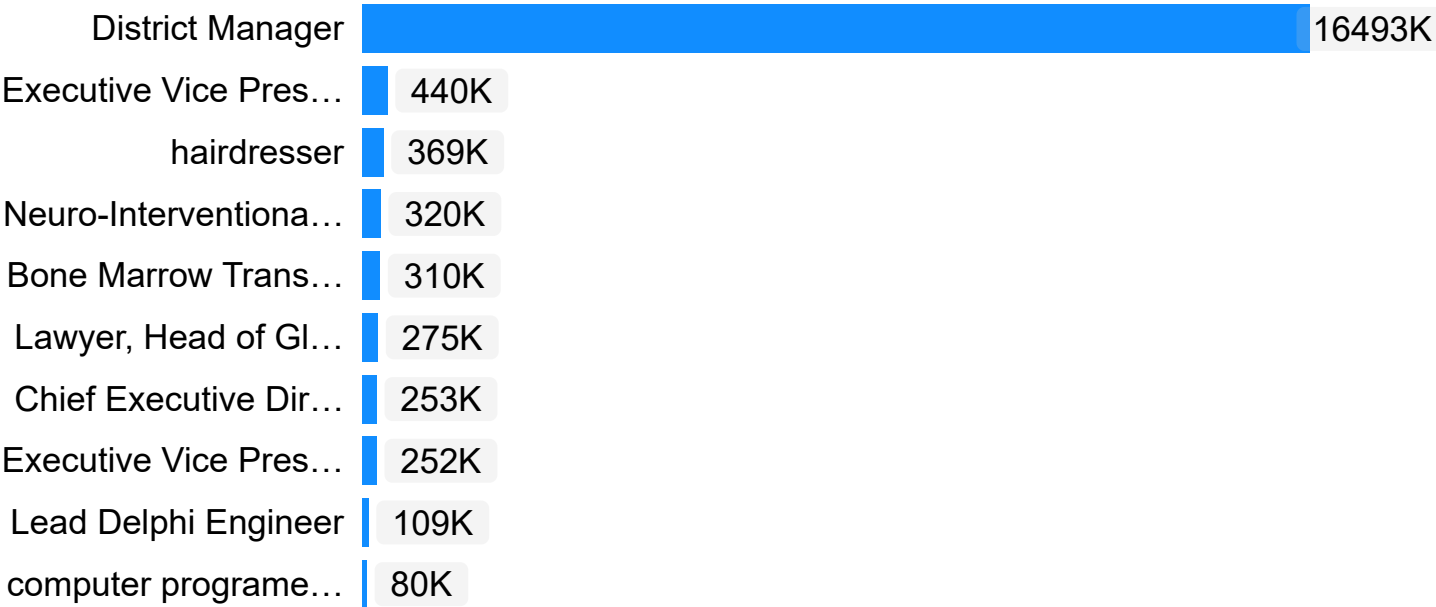 District Manager 16493K
Executive Vice Pres… 440K
hairdresser 369K
Neuro-Interventiona… 320K
Bone Marrow Trans… 310K
Lawyer, Head of Gl… 275K
Chief Executive Dir… 253K
Executive Vice Pres… 252K
Lead Delphi Engineer 109K
computer programe… 80K